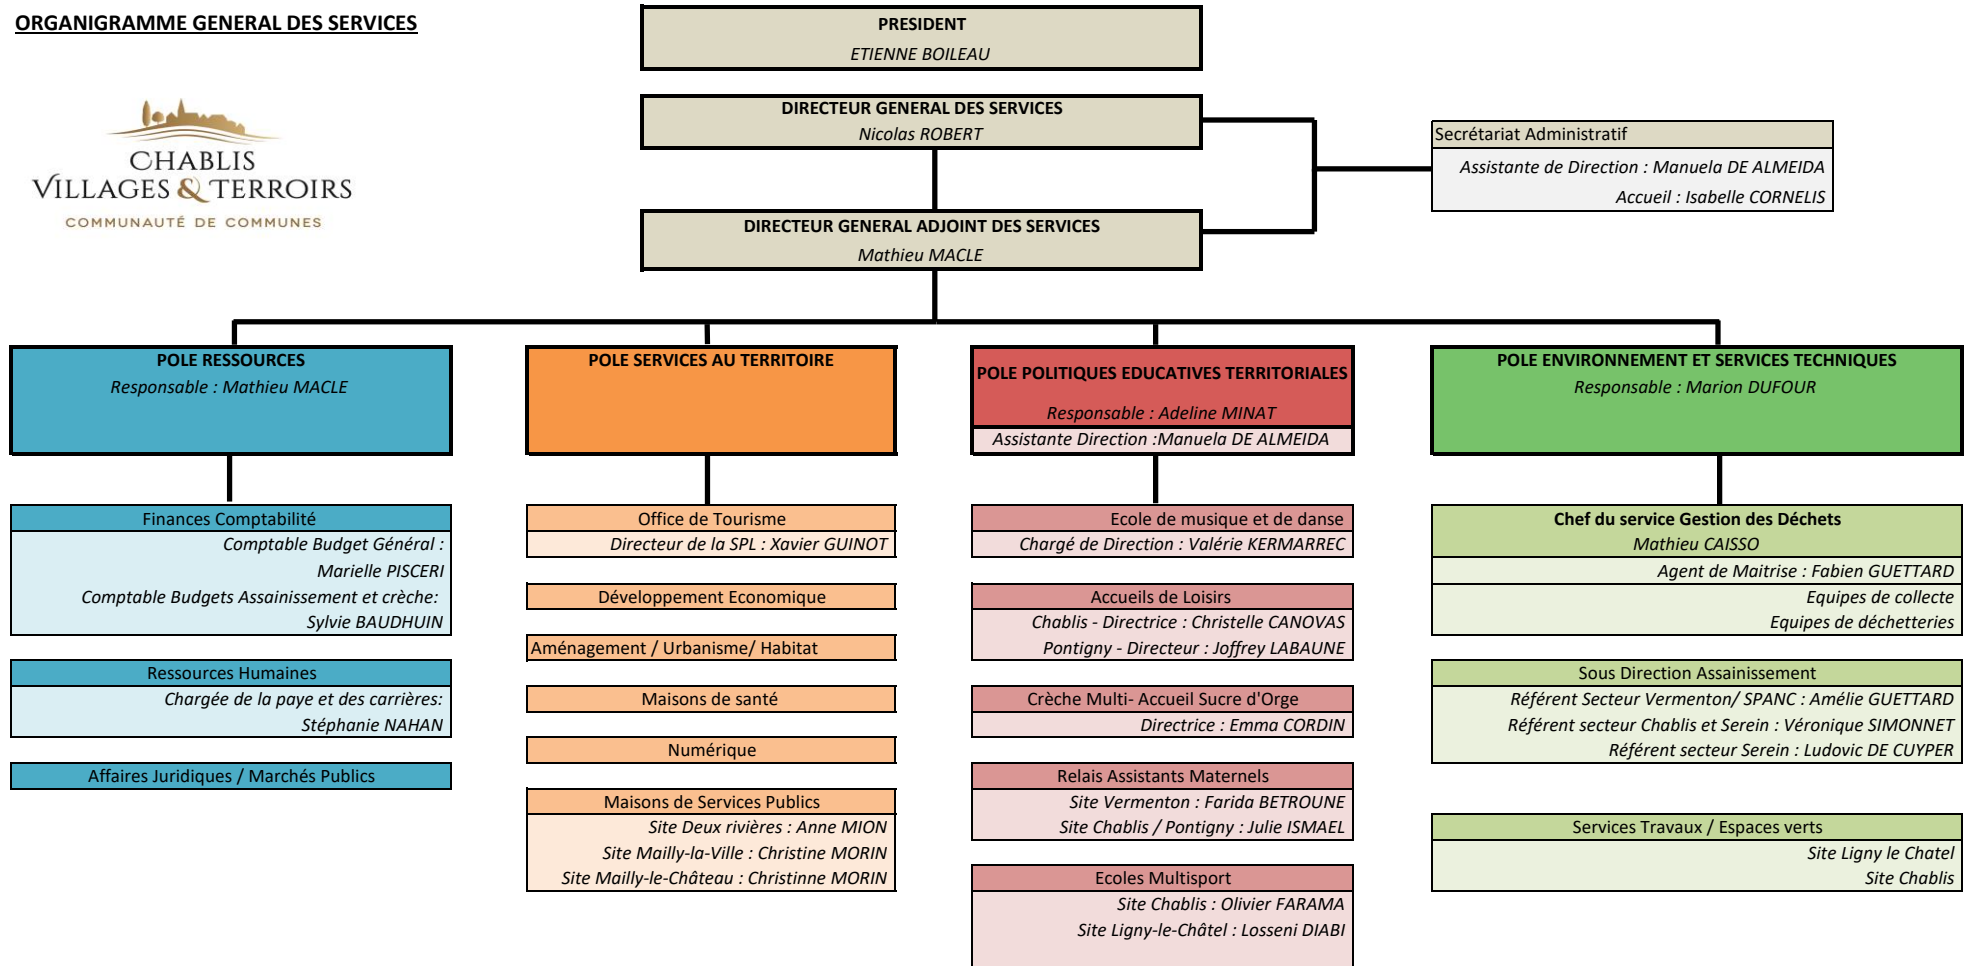 ORGANIGRAMME GENERAL DES SERVICES
CHABLIS
VILLAGES & TERROIRS
COMMUNAUTÉ DE COMMUNES
PRESIDENT
ETIENNE BOILEAU
DIRECTEUR GENERAL DES SERVICES
Nicolas ROBERT
DIRECTEUR GENERAL ADJOINT DES SERVICES
Mathieu MACLE
Secrétariat Administratif
Assistante de Direction : Manuela DE ALMEIDA
Accueil : Isabelle CORNELIS
POLE RESSOURCES
Responsable : Mathieu MACLE
Finances Comptabilité
Comptable Budget Général :
Marielle PISCERI
Comptable Budgets Assainissement et crèche:
Sylvie BAUDHUIN
Ressources Humaines
Chargée de la paye et des carrières:
Stéphanie NAHAN
Affaires Juridiques / Marchés Publics
POLE SERVICES AU TERRITOIRE
Office de Tourisme
Directeur de la SPL : Xavier GUINOT
Développement Economique
Aménagement / Urbanisme/ Habitat
Maisons de santé
Numérique
Maisons de Services Publics
Site Deux rivières : Anne MION
Site Mailly-la-Ville : Christine MORIN
Site Mailly-le-Château : Christinne MORIN
POLE POLITIQUES EDUCATIVES TERRITORIALES
Responsable : Adeline MINAT
Assistante Direction :Manuela DE ALMEIDA
Ecole de musique et de danse
Chargé de Direction : Valérie KERMARREC
Accueils de Loisirs
Chablis - Directrice : Christelle CANOVAS
Pontigny - Directeur : Joffrey LABAUNE
Crèche Multi- Accueil Sucre d'Orge
Directrice : Emma CORDIN
Relais Assistants Maternels
Site Vermenton : Farida BETROUNE
Site Chablis / Pontigny : Julie ISMAEL
Ecoles Multisport
Site Chablis : Olivier FARAMA
Site Ligny-le-Châtel : Losseni DIABI
POLE ENVIRONNEMENT ET SERVICES TECHNIQUES
Responsable : Marion DUFOUR
Chef du service Gestion des Déchets
Mathieu CAISSO
Agent de Maitrise : Fabien GUETTARD
Equipes de collecte
Equipes de déchetteries
Sous Direction Assainissement
Référent Secteur Vermenton/ SPANC : Amélie GUETTARD
Référent secteur Chablis et Serein : Véronique SIMONNET
Référent secteur Serein : Ludovic DE CUYPER
Services Travaux / Espaces verts
Site Ligny le Chatel
Site Chablis